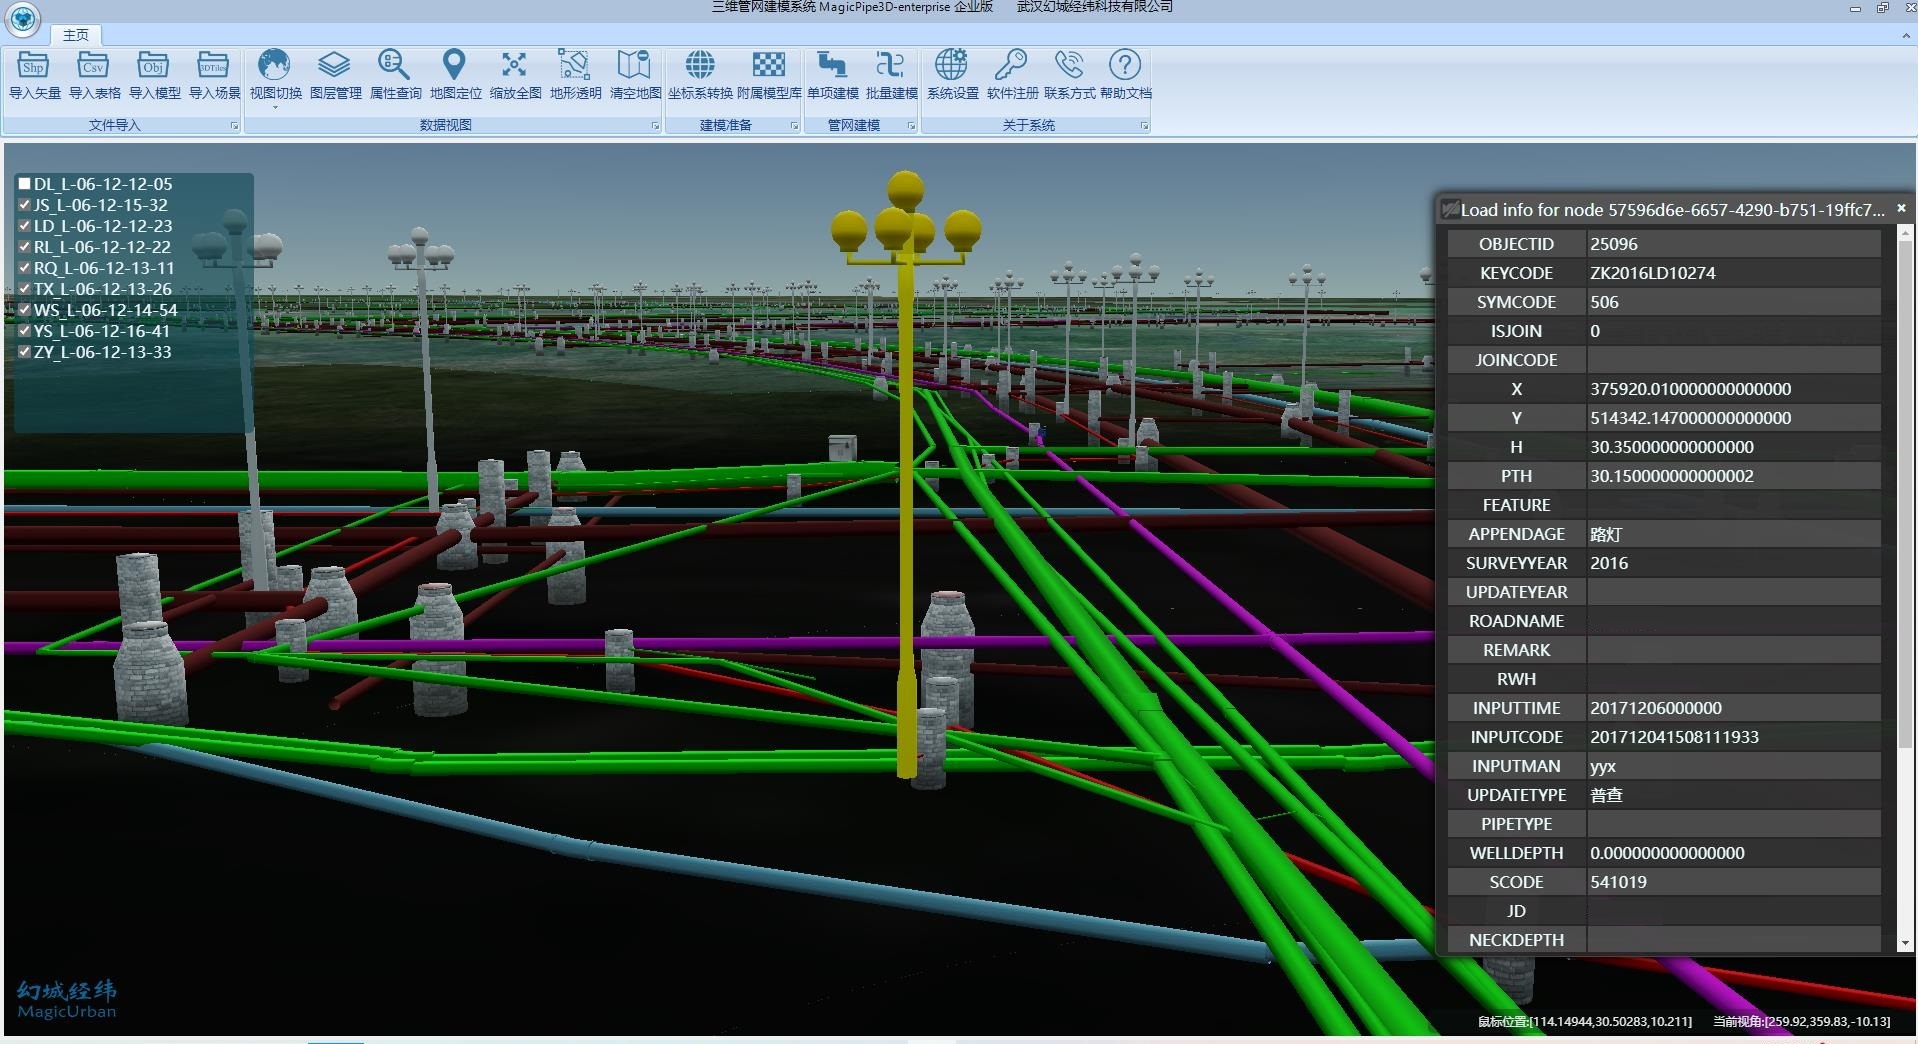 三维管网建模系统 MagicPipe3D-enterprise 企业版 武汉幻城经纬科技有限公司
主页
Shp Csv Obj 3DTiles
导入矢量 导入表格 导入模型 导入场景 视图切换 图层管理 属性查询 地图定位 缩放全图 地形透明 清空地图 坐标系转换 附属模型库 单项建模 批量建模 系统设置 软件注册 联系方式 帮助文档
文件导入 数据视图 建模准备 管网建模 关于系统
DL_L-06-12-12-05
JS_L-06-12-15-32
LD_L-06-12-12-23
RL_L-06-12-12-22
RQ_L-06-12-13-11
TX_L-06-12-13-26
WS_L-06-12-14-54
YS_L-06-12-16-41
ZY_L-06-12-13-33
Load info for node 57596d6e-6657-4290-b751-19ffc7...
OBJECTID 25096
KEYCODE ZK2016LD10274
SYMCODE 506
ISJOIN 0
JOINCODE
X 375920.010000000000000
Y 514342.147000000000000
H 30.350000000000000
PTH 30.150000000000002
FEATURE
APPENDAGE 路灯
SURVEYYEAR 2016
UPDATEYEAR
ROADNAME
REMARK
RWH
INPUTTIME 20171206000000
INPUTCODE 201712041508111933
INPUTMAN yyx
UPDATETYPE 普查
PIPETYPE
WELLDEPTH 0.000000000000000
SCODE 541019
JD
NECKDEPTH
幻城经纬
MagicUrban
鼠标位置:[114.14944,30.50283,10.211] 当前视角:[259.92,359.83,-10.13]